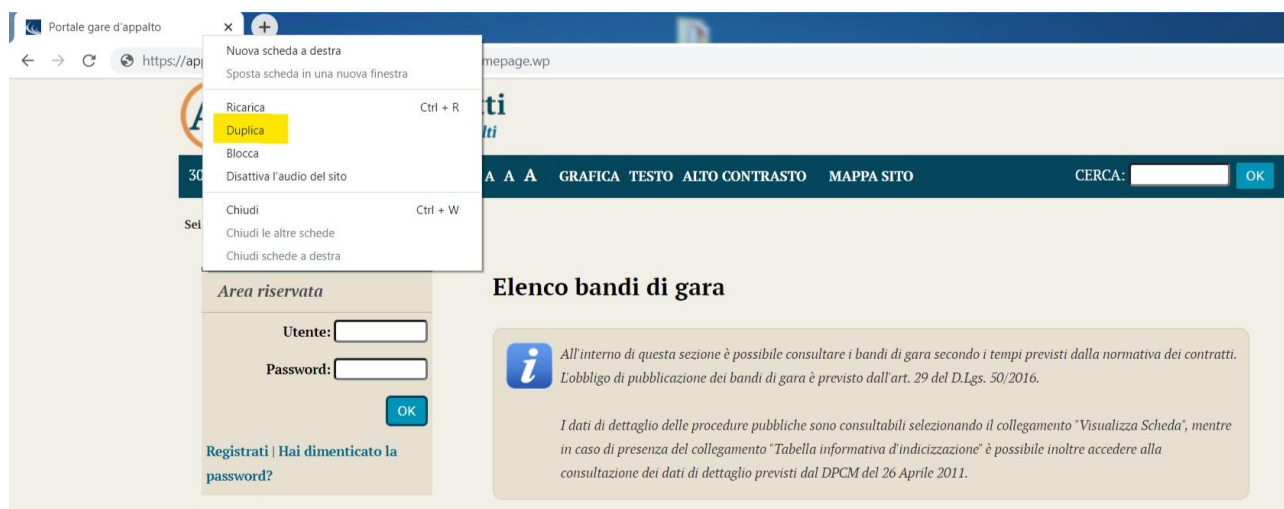 Portale gare d'appalto
https://app
mepage.wp
Nuova scheda a destra
Sposta scheda in una nuova finestra
Ricarica Ctrl + R
Duplica
Blocca
Disattiva l'audio del sito
Chiudi Ctrl + W
Chiudi le altre schede
Chiudi schede a destra
A tti
lti
30 A A A GRAFICA TESTO ALTO CONTRASTO MAPPA SITO CERCA: OK
Sei
Area riservata
Utente:
Password:
OK
Registrati | Hai dimenticato la
password?
Elenco bandi di gara
All'interno di questa sezione è possibile consultare i bandi di gara secondo i tempi previsti dalla normativa dei contratti.
L'obbligo di pubblicazione dei bandi di gara è previsto dall'art. 29 del D.Lgs. 50/2016.
I dati di dettaglio delle procedure pubbliche sono consultabili selezionando il collegamento "Visualizza Scheda", mentre
in caso di presenza del collegamento "Tabella informativa d'indicizzazione" è possibile inoltre accedere alla
consultazione dei dati di dettaglio previsti dal DPCM del 26 Aprile 2011.